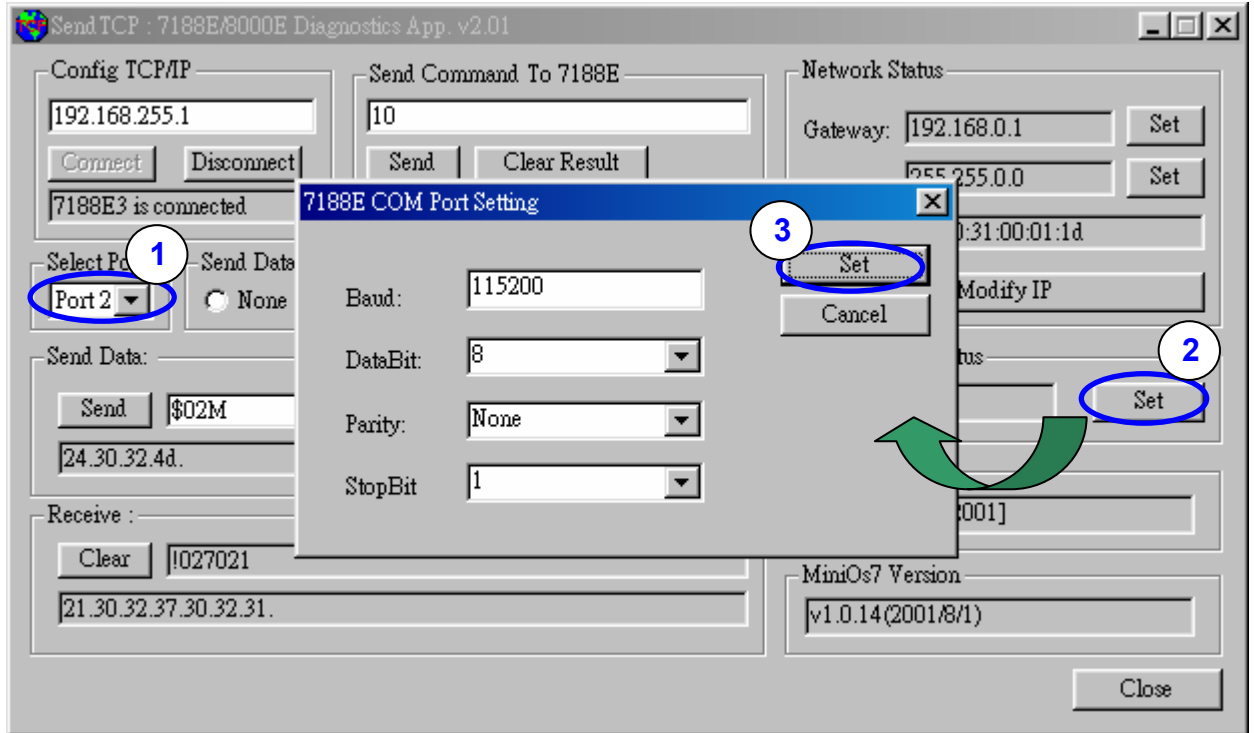 SendTCP : 7188E/8000E Diagnostics App. v2.01
Config TCP/IP
192.168.255.1
Connect
Disconnect
7188E3 is connected
Send Command To 7188E
10
Send
Clear Result
Network Status
Gateway:
192.168.0.1
Set
255.255.0.0
Set
0:31:00:01:1d
Modify IP
1
Port 2
Send Data
None
7188E COM Port Setting
3
Baud:
115200
Set
Cancel
DataBit:
8
Parity:
None
StopBit
1
2
Set
Send Data:
Send
$02M
24.30.32.4d.
Receive :
Clear
!027021
21.30.32.37.30.32.31.
2001]
MiniOs7 Version
v1.0.14(2001/8/1)
Close